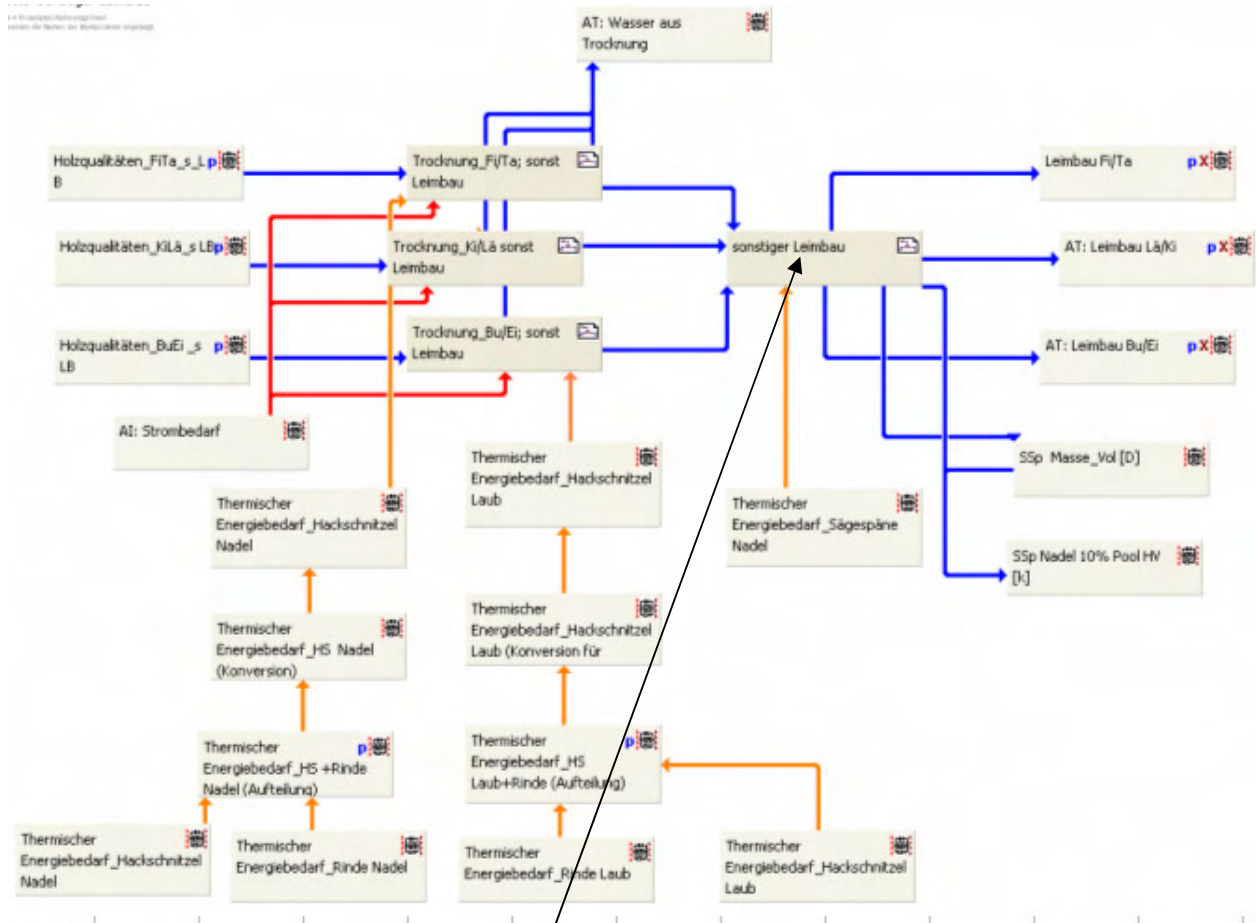 AT: Wasser aus
Trocknung
Holzqualitäten_FiTa_s_L p
B
Trocknung_Fi/Ta; sonst
Leimbau
Leimbau Fi/Ta p X
Holzqualitäten_KiLä_s LB p
Trocknung_Ki/Lä sonst
Leimbau
sonstiger Leimbau
AT: Leimbau Lä/Ki p X
Holzqualitäten_BuEi _s p
LB
Trocknung_Bu/Ei; sonst
Leimbau
AT: Leimbau Bu/Ei p X
AI: Strombedarf
Thermischer
Energiebedarf_Hackschnitzel
Laub
SSp Masse_Vol [D]
Thermischer
Energiebedarf_Hackschnitzel
Nadel
Thermischer
Energiebedarf_Sägespäne
Nadel
SSp Nadel 10% Pool HV
[k]
Thermischer
Energiebedarf_HS Nadel
(Konversion)
Thermischer
Energiebedarf_Hackschnitzel
Laub (Konversion für
Thermischer p
Energiebedarf_HS +Rinde
Nadel (Aufteilung)
Thermischer p
Energiebedarf_HS
Laub+Rinde (Aufteilung)
Thermischer
Energiebedarf_Hackschnitzel
Nadel
Thermischer
Energiebedarf_Rinde Nadel
Thermischer
Energiebedarf_Rinde Laub
Thermischer
Energiebedarf_Hackschnitzel
Laub